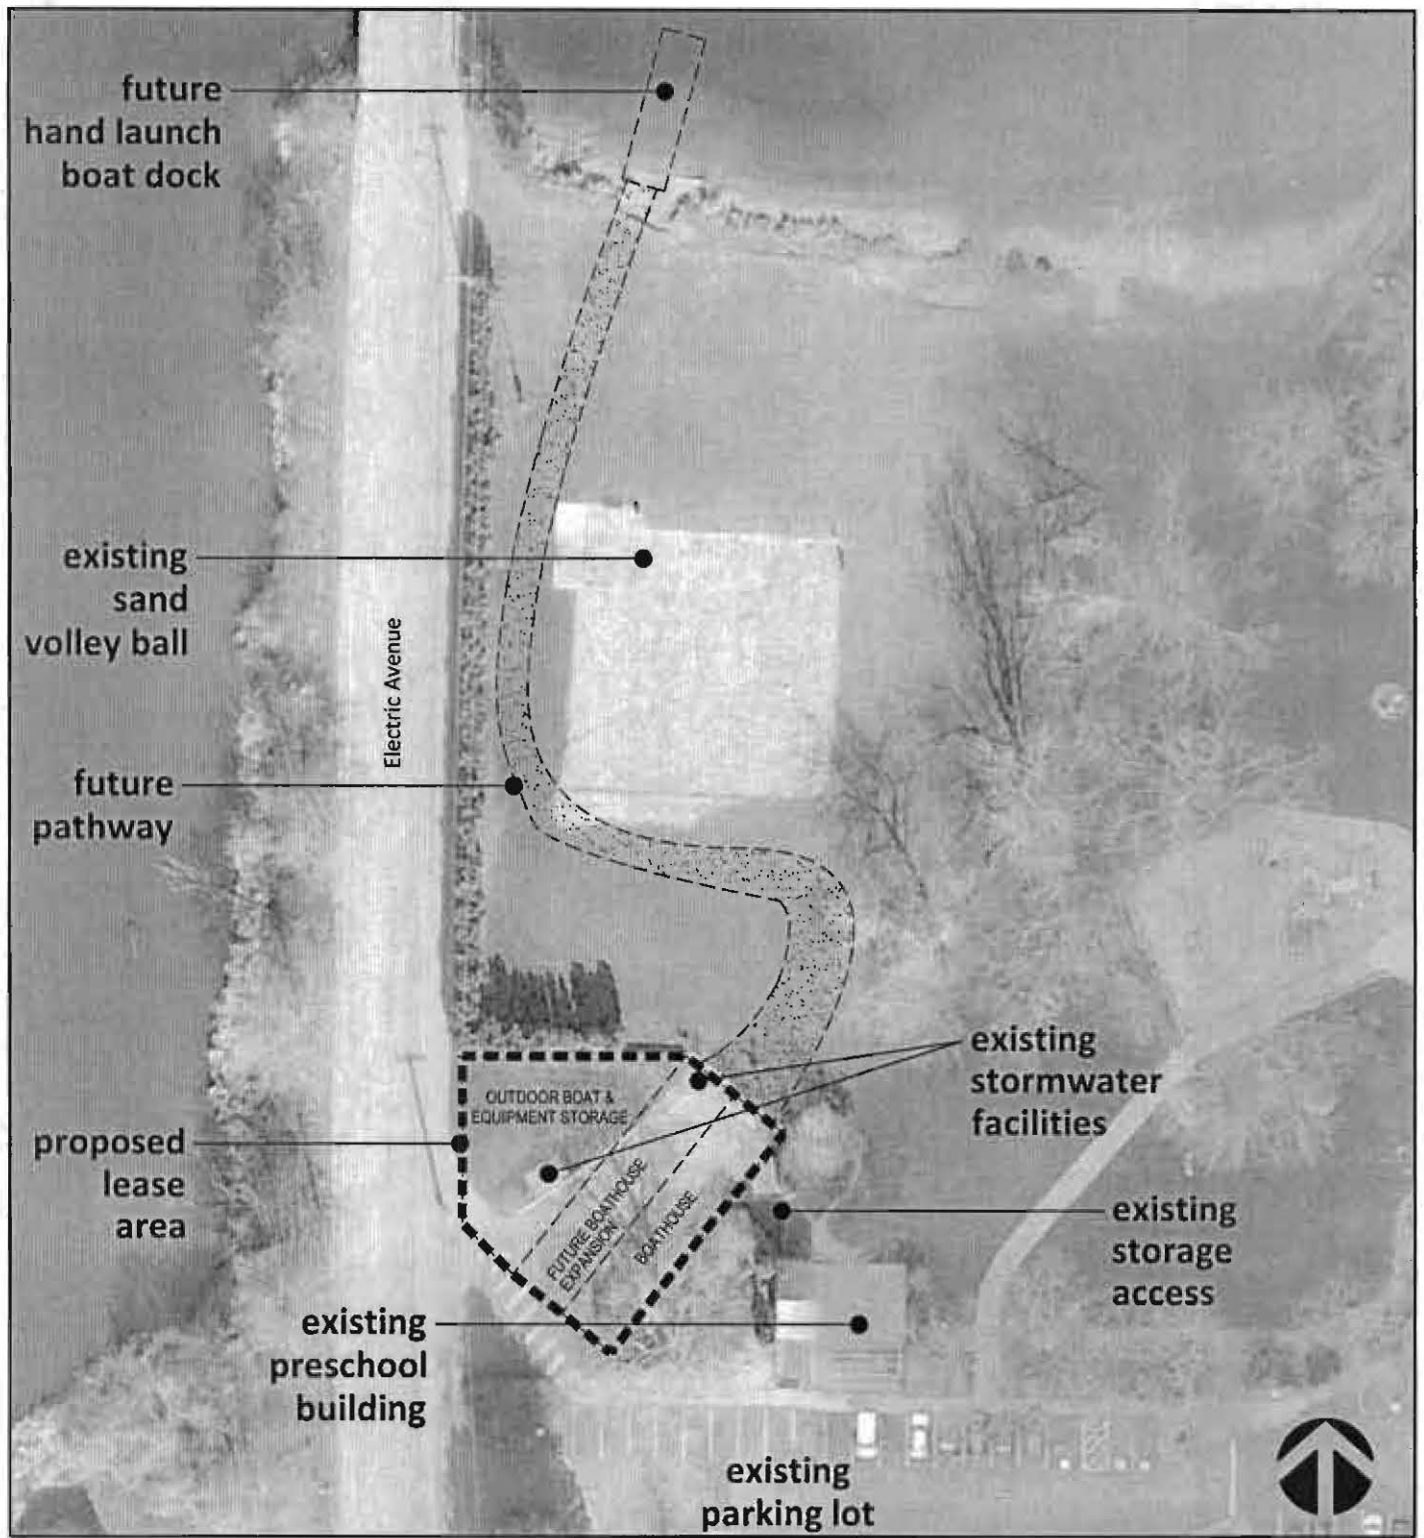 future
hand launch
boat dock
existing
sand
volley ball
Electric Avenue
future
pathway
existing
stormwater
facilities
OUTDOOR BOAT &
EQUIPMENT STORAGE
proposed
lease
area
FUTURE BOATHOUSE
EXPANSION
BOATHOUSE
existing
storage
access
existing
preschool
building
existing
parking lot